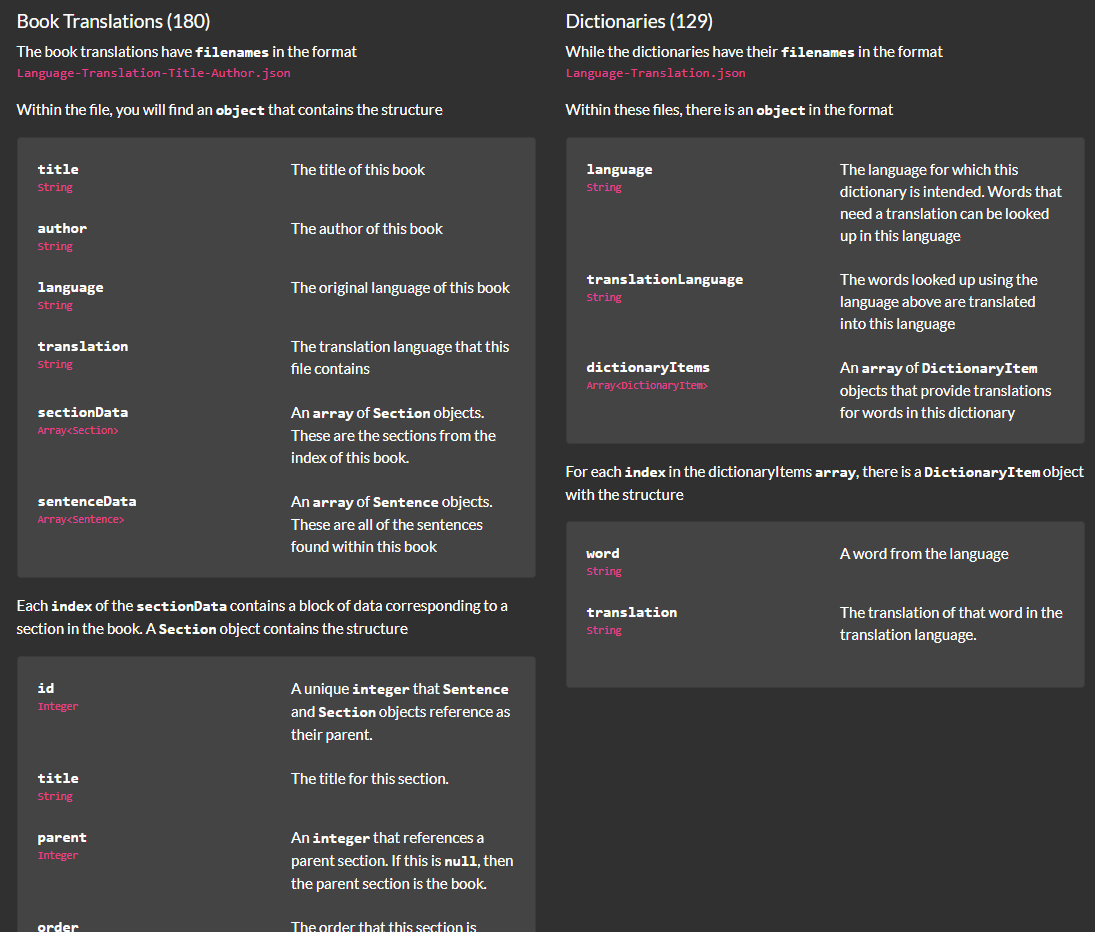 Book Translations (180)
The book translations have filenames in the format
Language-Translation-Title-Author.json
Within the file, you will find an object that contains the structure
title
String
The title of this book
author
String
The author of this book
language
String
The original language of this book
translation
String
The translation language that this
file contains
sectionData
Array<Section>
An array of Section objects.
These are the sections from the
index of this book.
sentenceData
Array<Sentence>
An array of Sentence objects.
These are all of the sentences
found within this book
Each index of the sectionData contains a block of data corresponding to a
section in the book. A Section object contains the structure
id
Integer
A unique integer that Sentence
and Section objects reference as
their parent.
title
String
The title for this section.
parent
Integer
An integer that references a
parent section. If this is null, then
the parent section is the book.
order
The order that this section is
Dictionaries (129)
While the dictionaries have their filenames in the format
Language-Translation.json
Within these files, there is an object in the format
language
String
The language for which this
dictionary is intended. Words that
need a translation can be looked
up in this language
translationLanguage
String
The words looked up using the
language above are translated
into this language
dictionaryItems
Array<DictionaryItem>
An array of DictionaryItem
objects that provide translations
for words in this dictionary
For each index in the dictionaryItems array, there is a DictionaryItem object
with the structure
word
String
A word from the language
translation
String
The translation of that word in the
translation language.